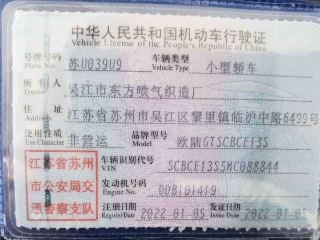 中华人民共和国机动车行驶证
Vehicle License of the People's Republic of China
号牌号码 苏U039U9 车辆类型 小型轿车
Plate No. Vehicle Type
所有人 吴江市东方喷气织造厂
Owner
住址 江苏省苏州市吴江区黎里镇临沪中路6499号
Address
使用性质 非营运 品牌型号 欧陆GTSCBCE13S
Use Character Model
江苏省苏州 车辆识别代号 SCBCE13S5MC088844
市公安局交 VIN
通警察支队 发动机号码 DDB101419
Engine No.
注册日期 2022-01-05 发证日期 2022-01-05
Register Date Issue Date